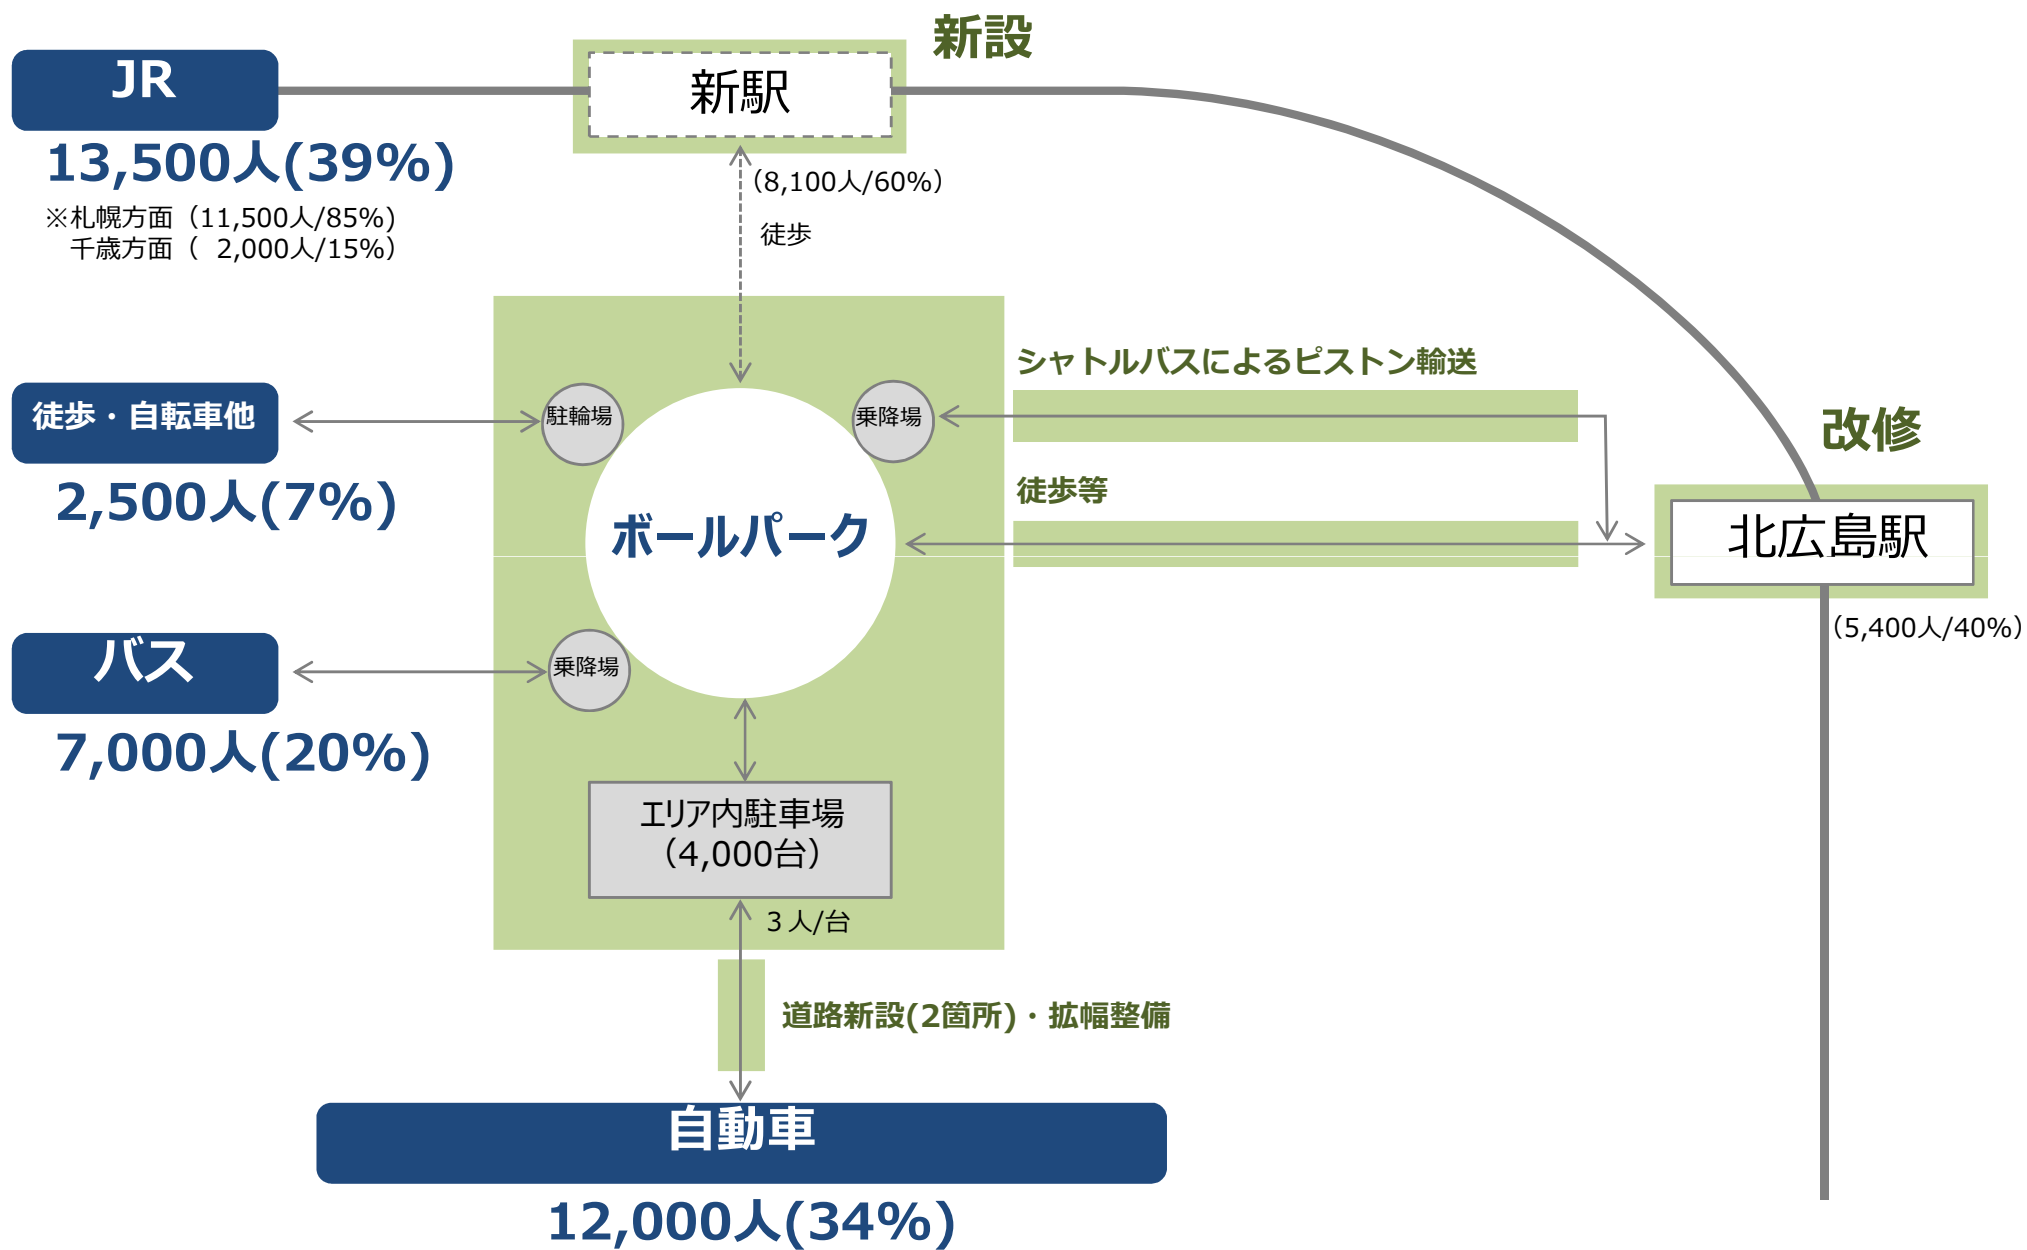 新設
JR
新駅
13,500人(39%)
(8,100人/60%)
※札幌方面（11,500人/85%)
千歳方面（ 2,000人/15%）
徒歩
シャトルバスによるピストン輸送
徒歩・自転車他
駐輪場
乗降場
改修
2,500人(7%)
徒歩等
ボールパーク
北広島駅
(5,400人/40%)
バス
乗降場
7,000人(20%)
エリア内駐車場
（4,000台）
３人/台
道路新設(2箇所)・拡幅整備
自動車
12,000人(34%)